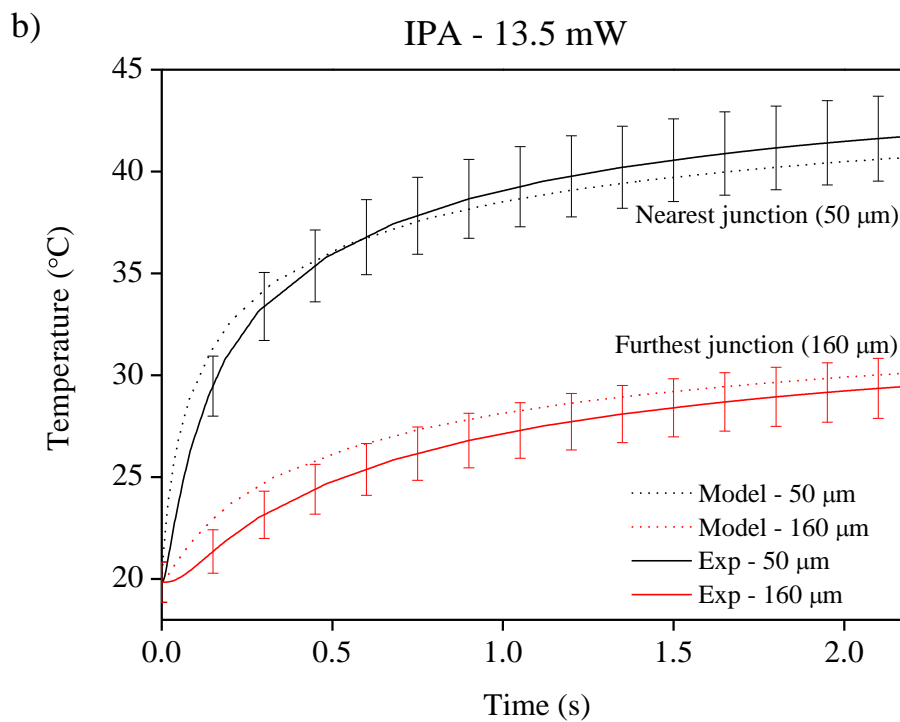 b)
IPA - 13.5 mW
45
40
35
30
25
20
Temperature (°C)
Nearest junction (50 μm)
Furthest junction (160 μm)
Model - 50 μm
Model - 160 μm
Exp - 50 μm
Exp - 160 μm
0.0
0.5
1.0
1.5
2.0
Time (s)